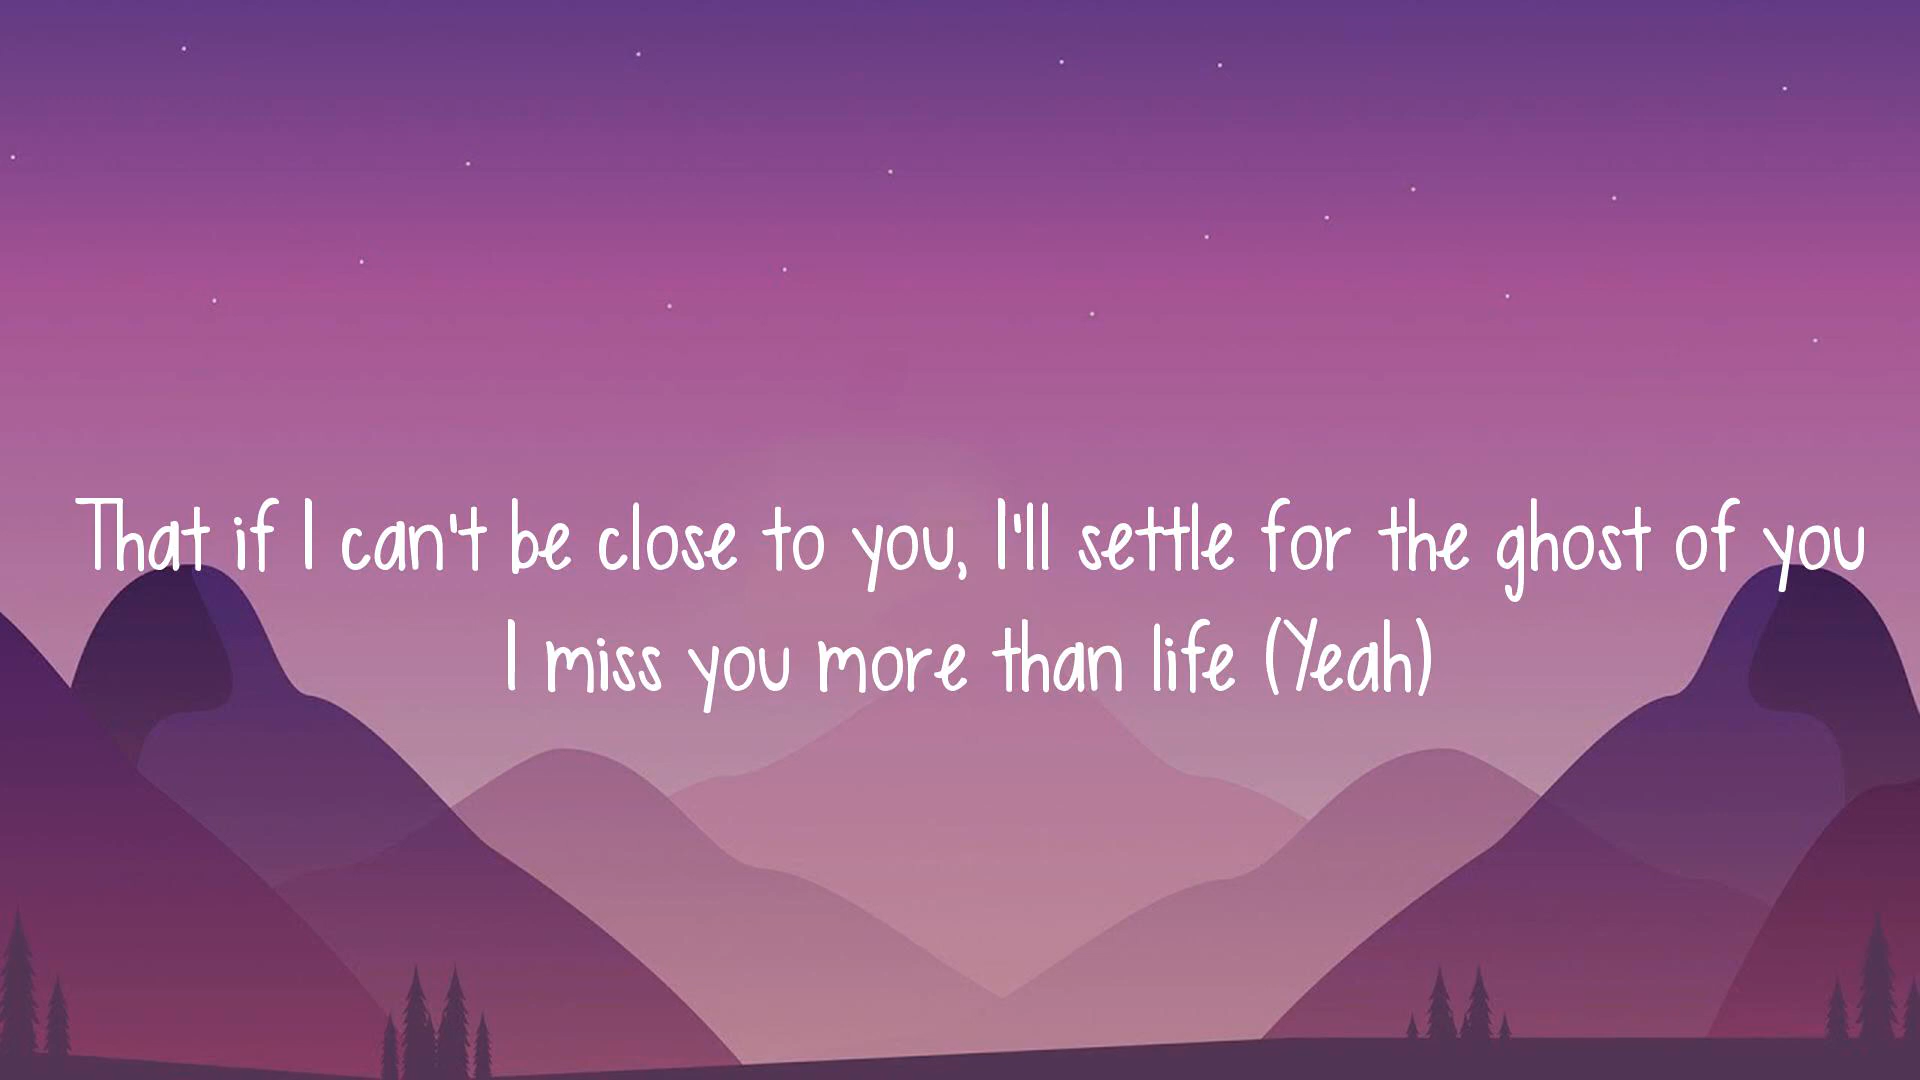 That if I can't be close to you, I'll settle for the ghost of you
I miss you more than life (Yeah)